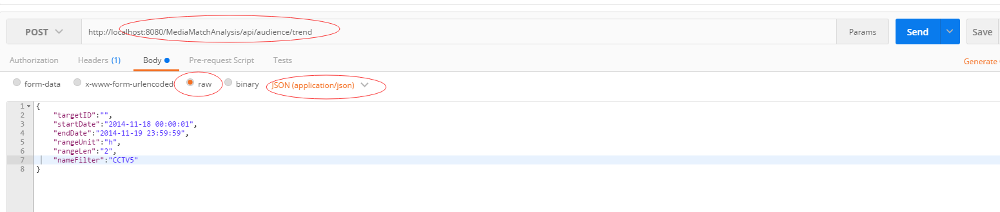 POST http://localhost:8080/MediaMatchAnalysis/api/audience/trend Params Send Save
Authorization Headers (1) Body Pre-request Script Tests Generate
form-data x-www-form-urlencoded raw binary JSON (application/json)
1 {
2 "targetID":"",
3 "startDate":"2014-11-18 00:00:01",
4 "endDate":"2014-11-19 23:59:59",
5 "rangeUnit":"h",
6 "rangeLen":"2",
7 "nameFilter":"CCTV5"
8 }